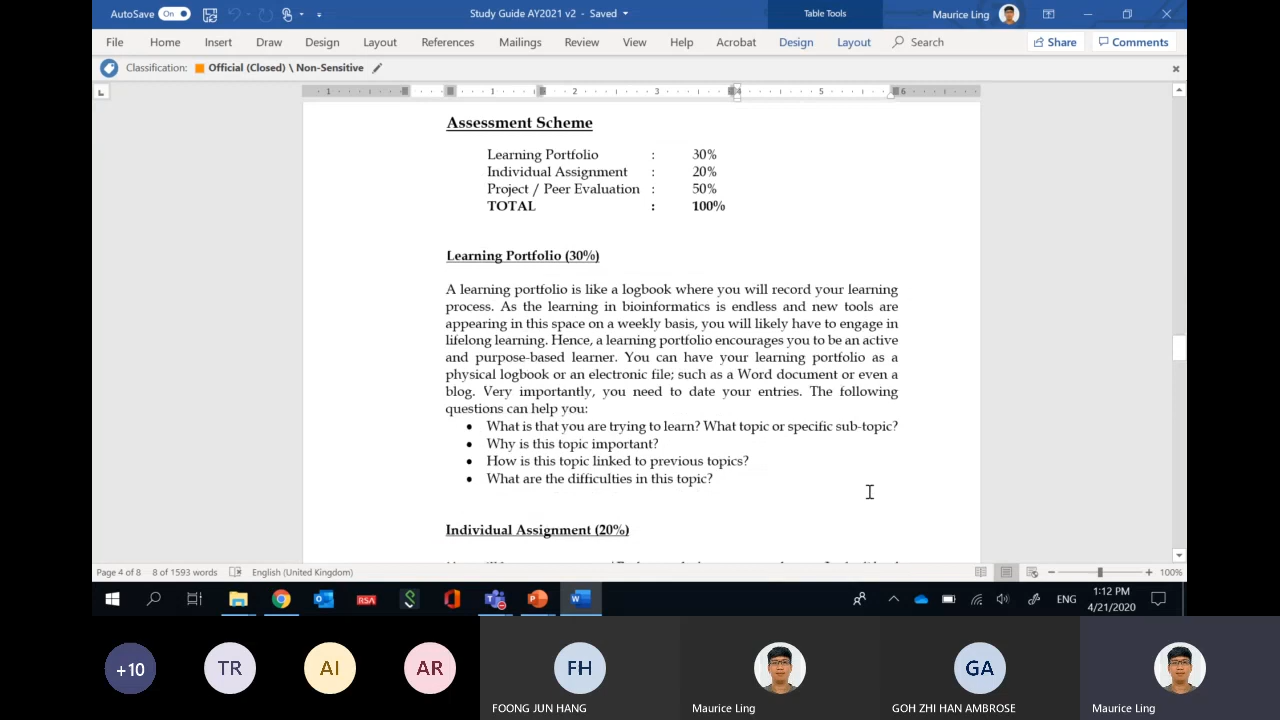 AutoSave On
Study Guide AY2021 v2 - Saved
Table Tools
Maurice Ling
File Home Insert Draw Design Layout References Mailings Review View Help Acrobat Design Layout Search Share Comments
Classification: Official (Closed) \ Non-Sensitive
1 1 2 3 4 5 6
Assessment Scheme
Learning Portfolio : 30%
Individual Assignment : 20%
Project / Peer Evaluation : 50%
TOTAL : 100%
Learning Portfolio (30%)
A learning portfolio is like a logbook where you will record your learning
process. As the learning in bioinformatics is endless and new tools are
appearing in this space on a weekly basis, you will likely have to engage in
lifelong learning. Hence, a learning portfolio encourages you to be an active
and purpose-based learner. You can have your learning portfolio as a
physical logbook or an electronic file; such as a Word document or even a
blog. Very importantly, you need to date your entries. The following
questions can help you:
• What is that you are trying to learn? What topic or specific sub-topic?
• Why is this topic important?
• How is this topic linked to previous topics?
• What are the difficulties in this topic?
Individual Assignment (20%)
Page 4 of 8 8 of 1593 words English (United Kingdom) 100%
RSA ENG 1:12 PM
4/21/2020
+10 TR AI AR FH GA
FOONG JUN HANG Maurice Ling GOH ZHI HAN AMBROSE Maurice Ling